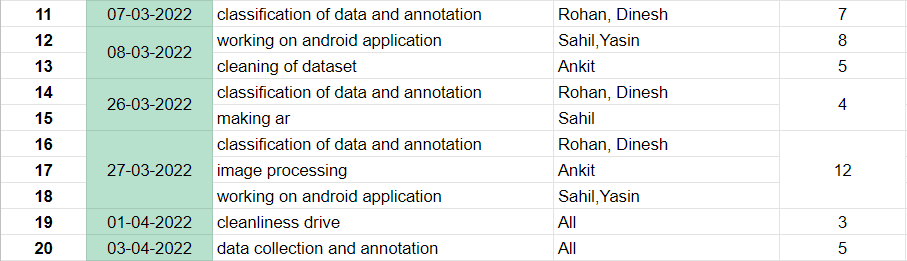 11 07-03-2022 classification of data and annotation Rohan, Dinesh 7
12 08-03-2022 working on android application Sahil,Yasin 8
13 cleaning of dataset Ankit 5
14 26-03-2022 classification of data and annotation Rohan, Dinesh 4
15 making ar Sahil
16 27-03-2022 classification of data and annotation Rohan, Dinesh 12
17 image processing Ankit
18 working on android application Sahil,Yasin
19 01-04-2022 cleanliness drive All 3
20 03-04-2022 data collection and annotation All 5